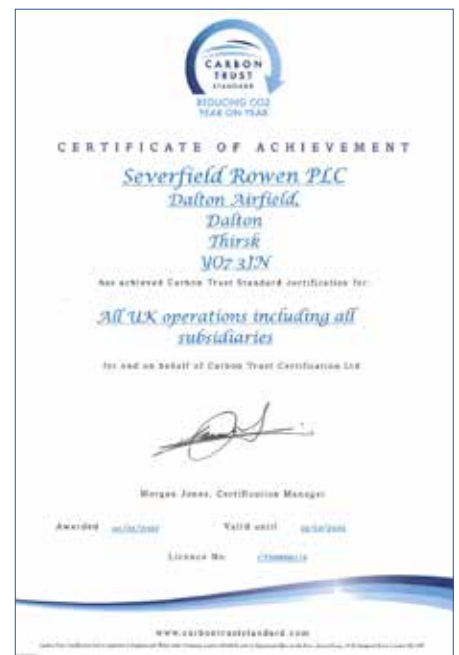 CARBON
TRUST
STANDARD
REDUCING CO2
YEAR ON YEAR
CERTIFICATE OF ACHIEVEMENT
Severfield Rowen PLC
Dalton Airfield,
Dalton
Thirsk
YO7 3JN
has achieved Carbon Trust Standard certification for:
All UK operations including all
subsidiaries
for and on behalf of Carbon Trust Certification Ltd
Morgan Jones, Certification Manager
Awarded Valid until
Licence No:
www.carbontruststandard.com